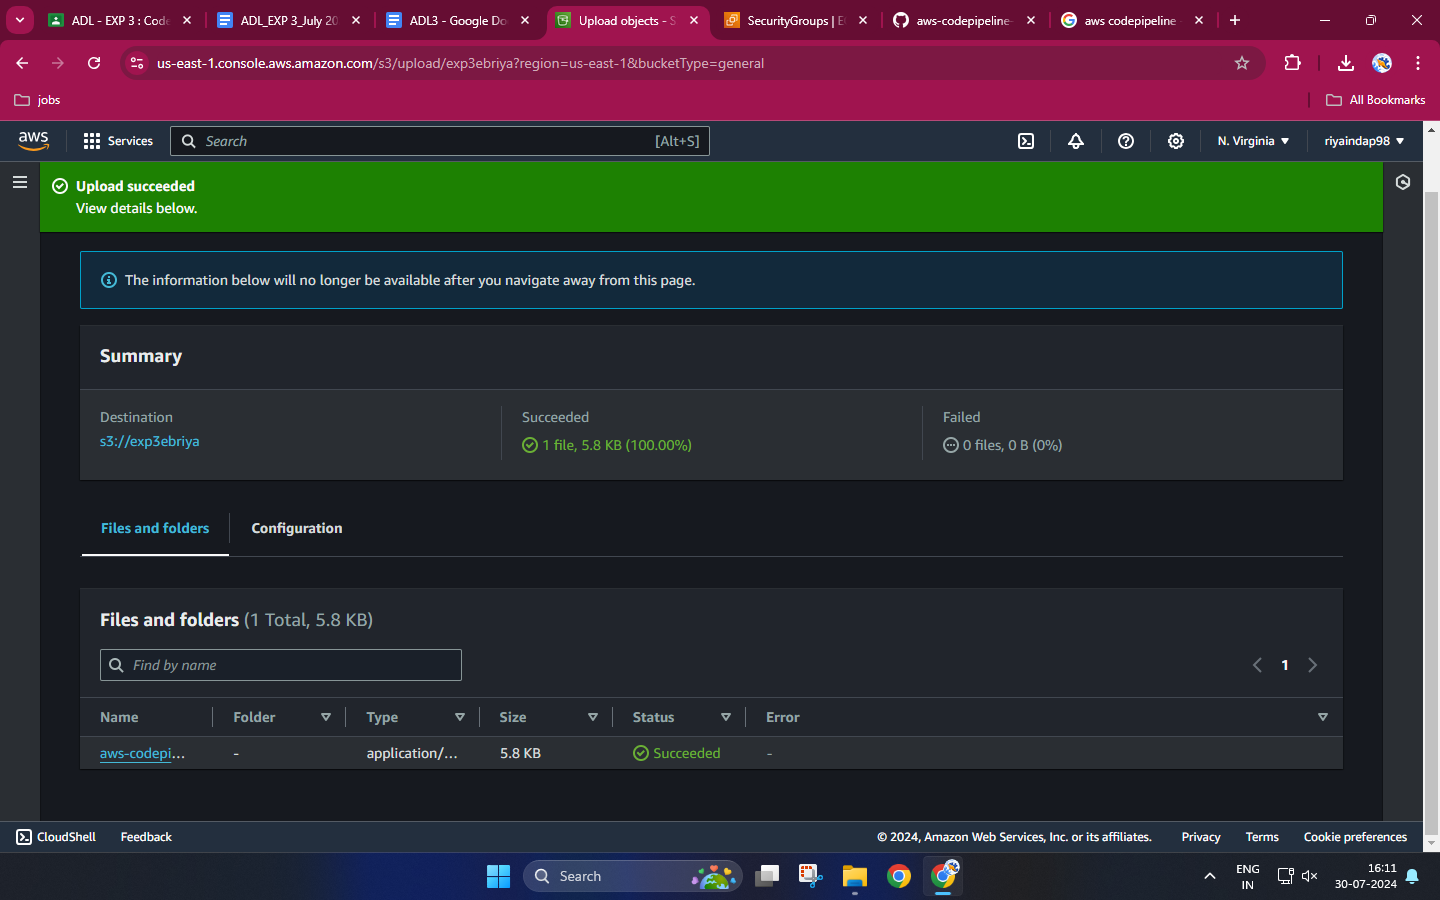 ADL - EXP 3 : Code
ADL_EXP 3_July 20
ADL3 - Google Do
Upload objects - S
SecurityGroups | E
aws-codepipeline-
aws codepipeline
us-east-1.console.aws.amazon.com/s3/upload/exp3ebriya?region=us-east-1&bucketType=general
jobs
All Bookmarks
aws
Services
Search
[Alt+S]
N. Virginia
riyaindap98
Upload succeeded
View details below.
The information below will no longer be available after you navigate away from this page.
Summary
Destination
Succeeded
Failed
s3://exp3ebriya
1 file, 5.8 KB (100.00%)
0 files, 0 B (0%)
Files and folders
Configuration
Files and folders (1 Total, 5.8 KB)
Find by name
1
Name
Folder
Type
Size
Status
Error
aws-codepi...
-
application/...
5.8 KB
Succeeded
-
CloudShell
Feedback
© 2024, Amazon Web Services, Inc. or its affiliates.
Privacy
Terms
Cookie preferences
Search
ENG
IN
16:11
30-07-2024